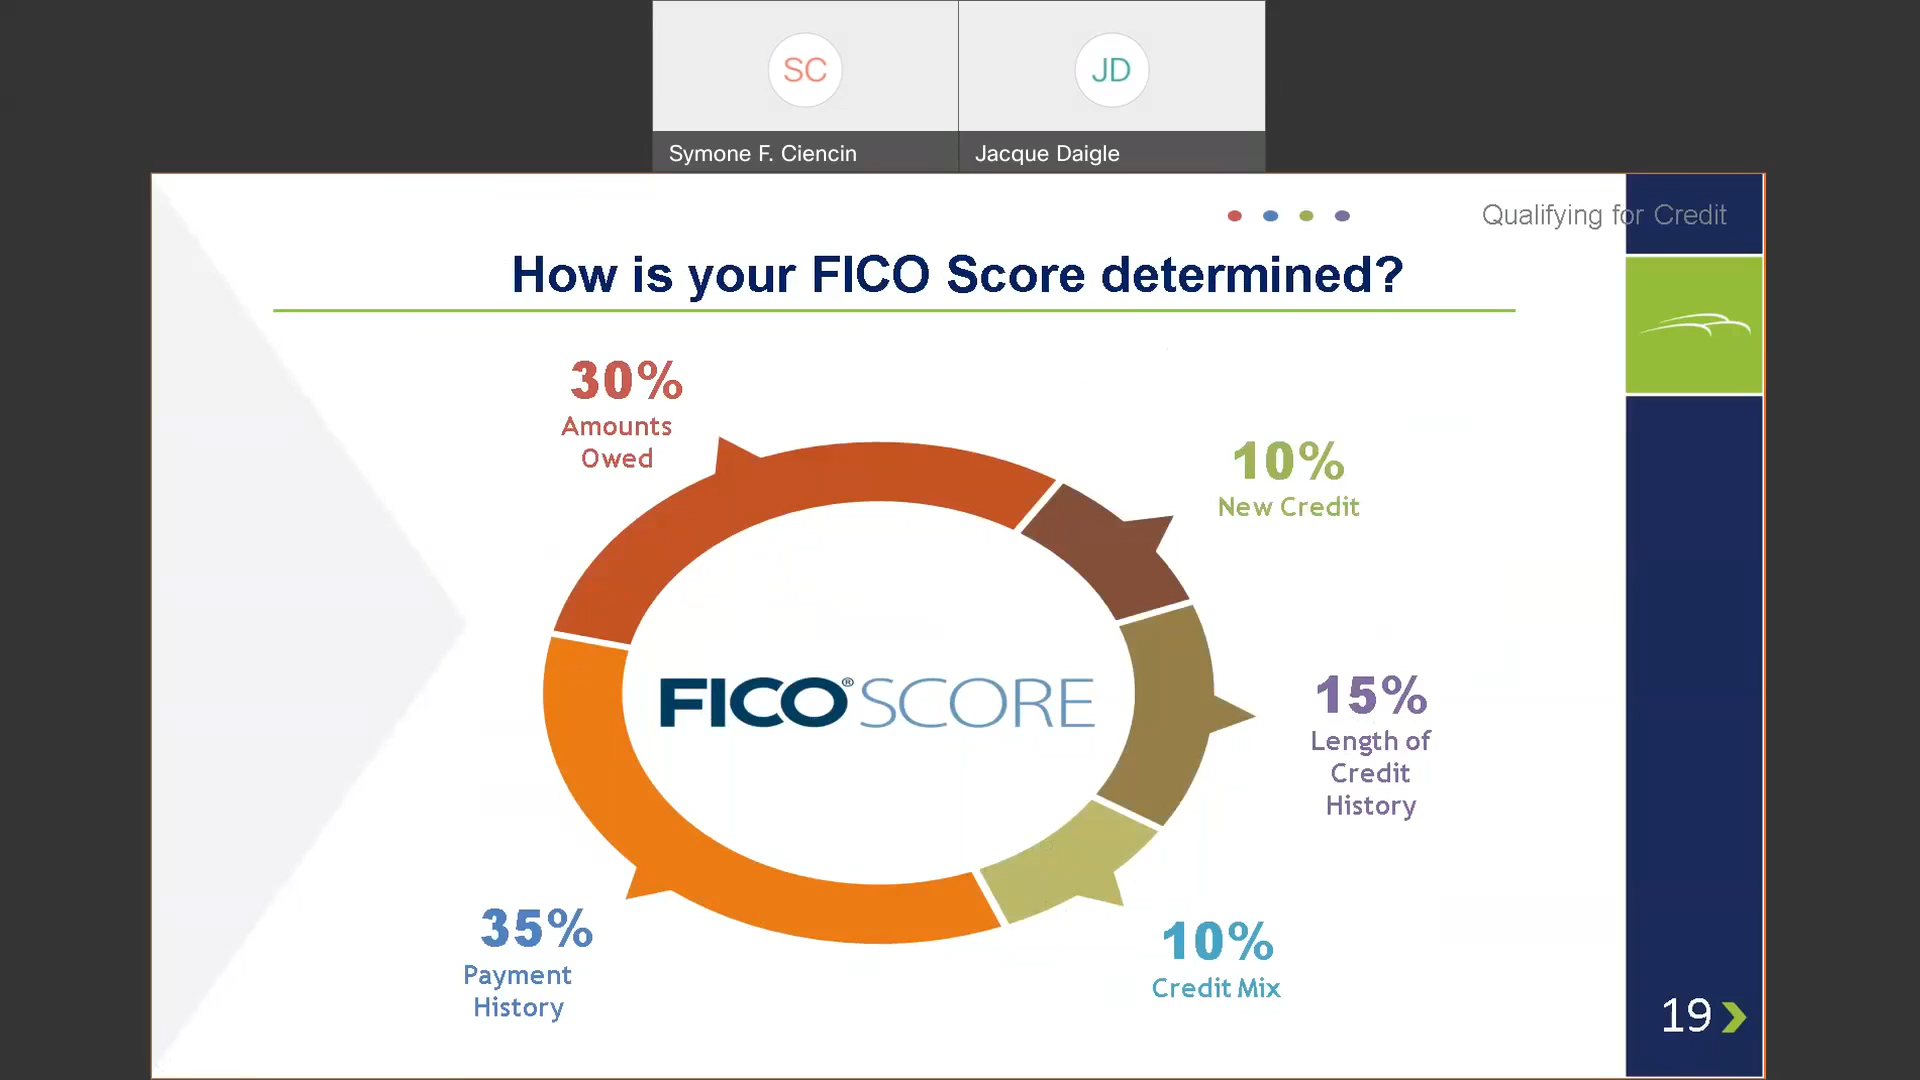 SC
JD
Symone F. Ciencin
Jacque Daigle
Qualifying for Credit
How is your FICO Score determined?
30%
Amounts
Owed
10%
New Credit
FICO® SCORE
15%
Length of
Credit
History
35%
Payment
History
10%
Credit Mix
19